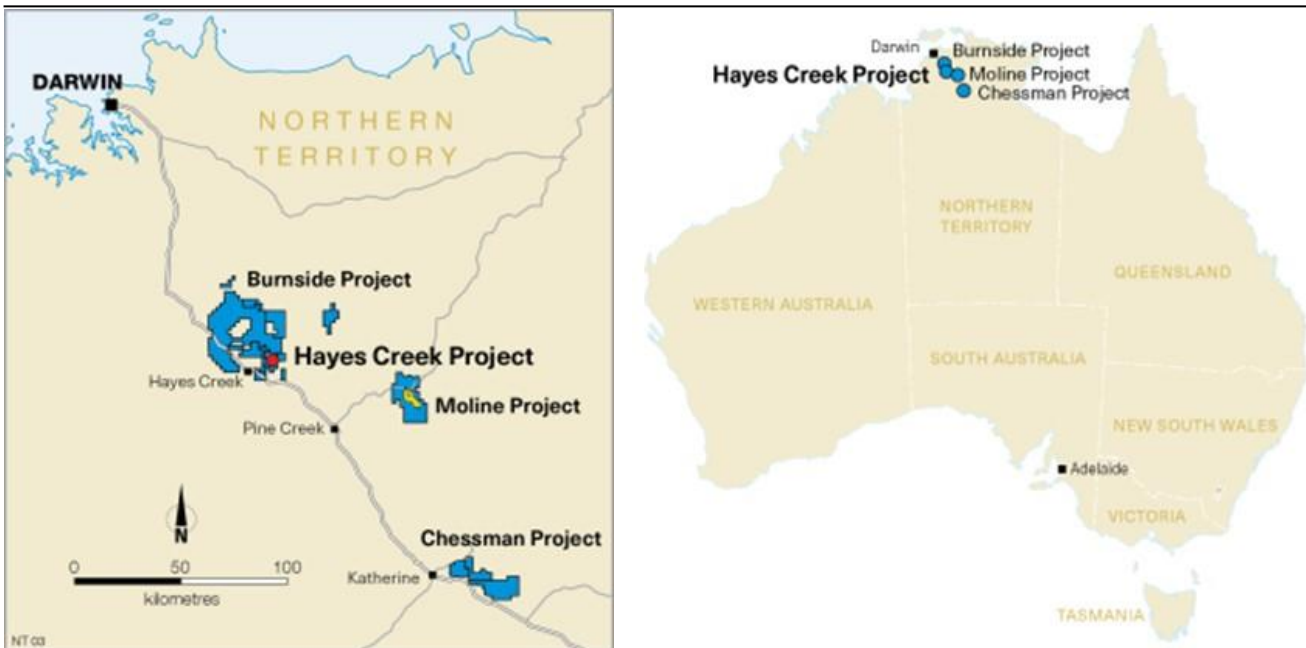 DARWIN
NORTHERN
TERRITORY
Burnside Project
Hayes Creek Project
Hayes Creek
Moline Project
Pine Creek
N
Chessman Project
0 50 100
kilometres
Katherine
NT 03
Darwin
Burnside Project
Hayes Creek Project
Moline Project
Chessman Project
NORTHERN
TERRITORY
QUEENSLAND
WESTERN AUSTRALIA
SOUTH AUSTRALIA
NEW SOUTH WALES
Adelaide
VICTORIA
TASMANIA